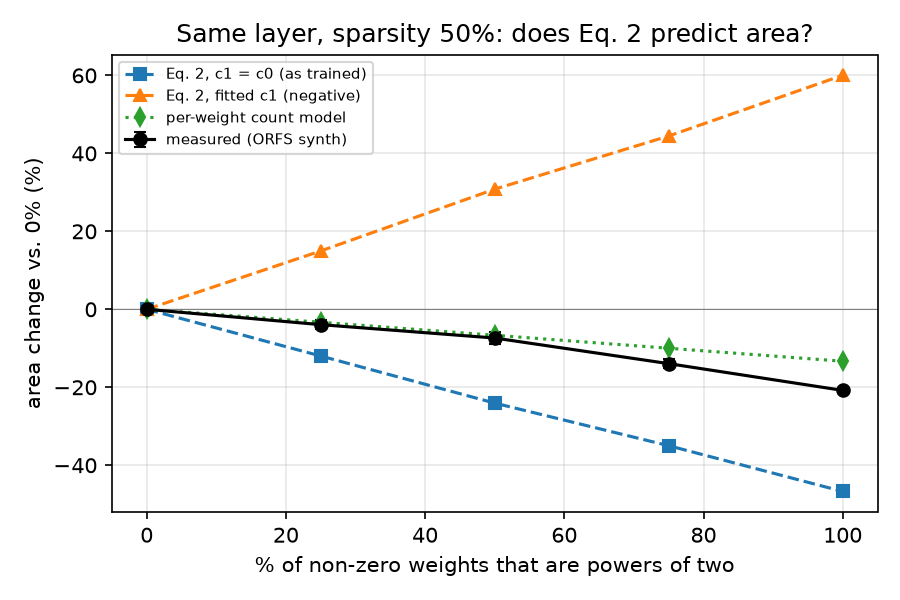 Same layer, sparsity 50%: does Eq. 2 predict area?
Eq. 2, c1 = c0 (as trained)
Eq. 2, fitted c1 (negative)
per-weight count model
measured (ORFS synth)
area change vs. 0% (%)
60
40
20
0
−20
−40
0
20
40
60
80
100
% of non-zero weights that are powers of two